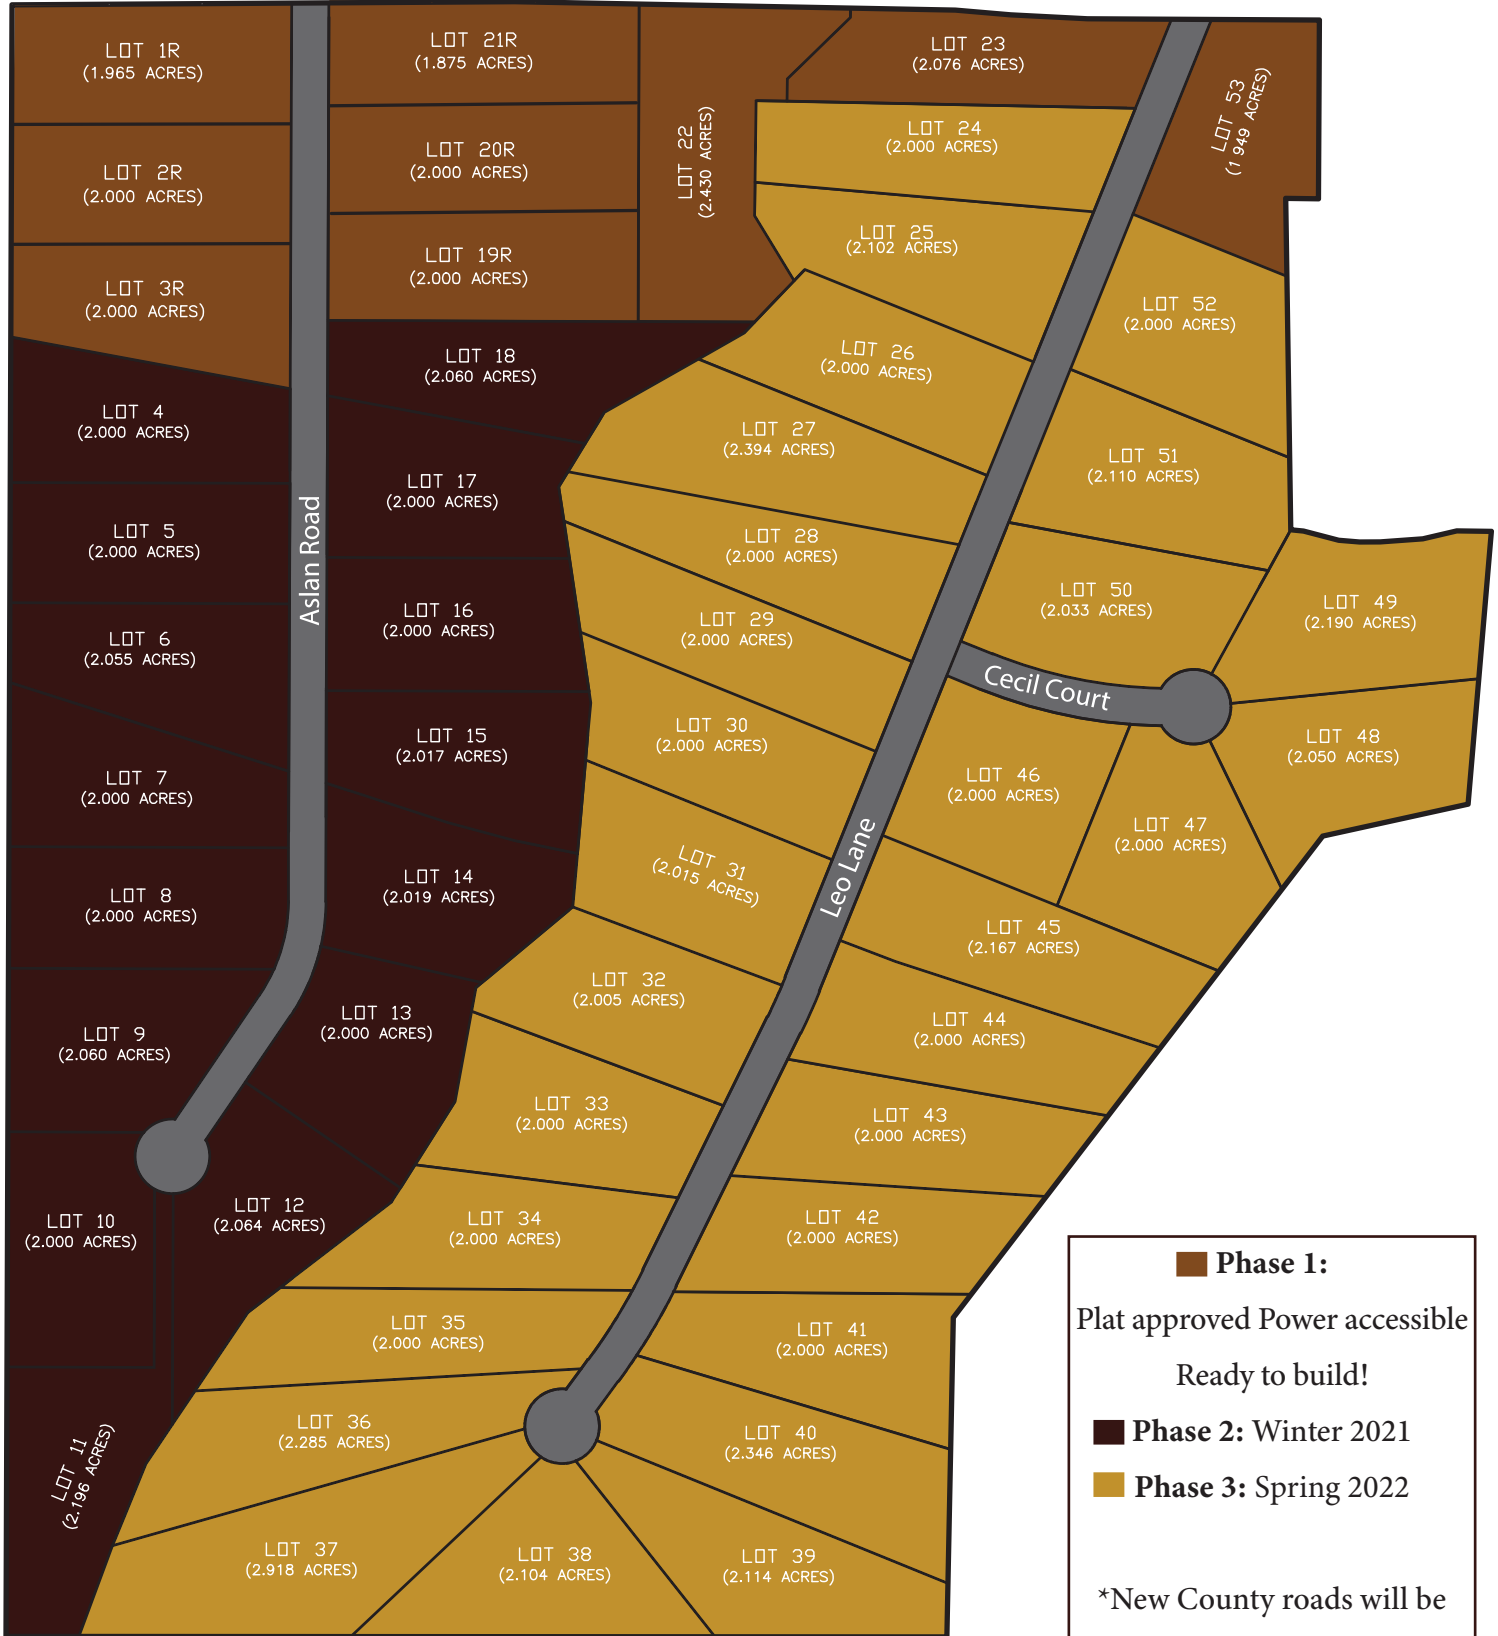 LOT 1R
(1.965 ACRES)
LOT 21R
(1.875 ACRES)
LOT 22
(2.430 ACRES)
LOT 23
(2.076 ACRES)
LOT 53
(1 949 ACRES)
LOT 2R
(2.000 ACRES)
LOT 20R
(2.000 ACRES)
LOT 24
(2.000 ACRES)
LOT 3R
(2.000 ACRES)
LOT 19R
(2.000 ACRES)
LOT 25
(2.102 ACRES)
LOT 52
(2.000 ACRES)
LOT 4
(2.000 ACRES)
LOT 18
(2.060 ACRES)
LOT 26
(2.000 ACRES)
LOT 27
(2.394 ACRES)
LOT 51
(2.110 ACRES)
LOT 5
(2.000 ACRES)
Aslan Road
LOT 17
(2.000 ACRES)
LOT 28
(2.000 ACRES)
LOT 50
(2.033 ACRES)
LOT 49
(2.190 ACRES)
LOT 6
(2.055 ACRES)
LOT 16
(2.000 ACRES)
LOT 29
(2.000 ACRES)
Cecil Court
LOT 7
(2.000 ACRES)
LOT 15
(2.017 ACRES)
LOT 30
(2.000 ACRES)
LOT 46
(2.000 ACRES)
LOT 48
(2.050 ACRES)
LOT 47
(2.000 ACRES)
LOT 8
(2.000 ACRES)
LOT 14
(2.019 ACRES)
LOT 31
(2.015 ACRES)
Leo Lane
LOT 45
(2.167 ACRES)
LOT 9
(2.060 ACRES)
LOT 13
(2.000 ACRES)
LOT 32
(2.005 ACRES)
LOT 44
(2.000 ACRES)
LOT 33
(2.000 ACRES)
LOT 43
(2.000 ACRES)
LOT 10
(2.000 ACRES)
LOT 12
(2.064 ACRES)
LOT 34
(2.000 ACRES)
LOT 42
(2.000 ACRES)
LOT 35
(2.000 ACRES)
LOT 41
(2.000 ACRES)
LOT 11
(2.196 ACRES)
LOT 36
(2.285 ACRES)
LOT 40
(2.346 ACRES)
LOT 37
(2.918 ACRES)
LOT 38
(2.104 ACRES)
LOT 39
(2.114 ACRES)
Phase 1:
Plat approved Power accessible
Ready to build!
Phase 2: Winter 2021
Phase 3: Spring 2022
*New County roads will be